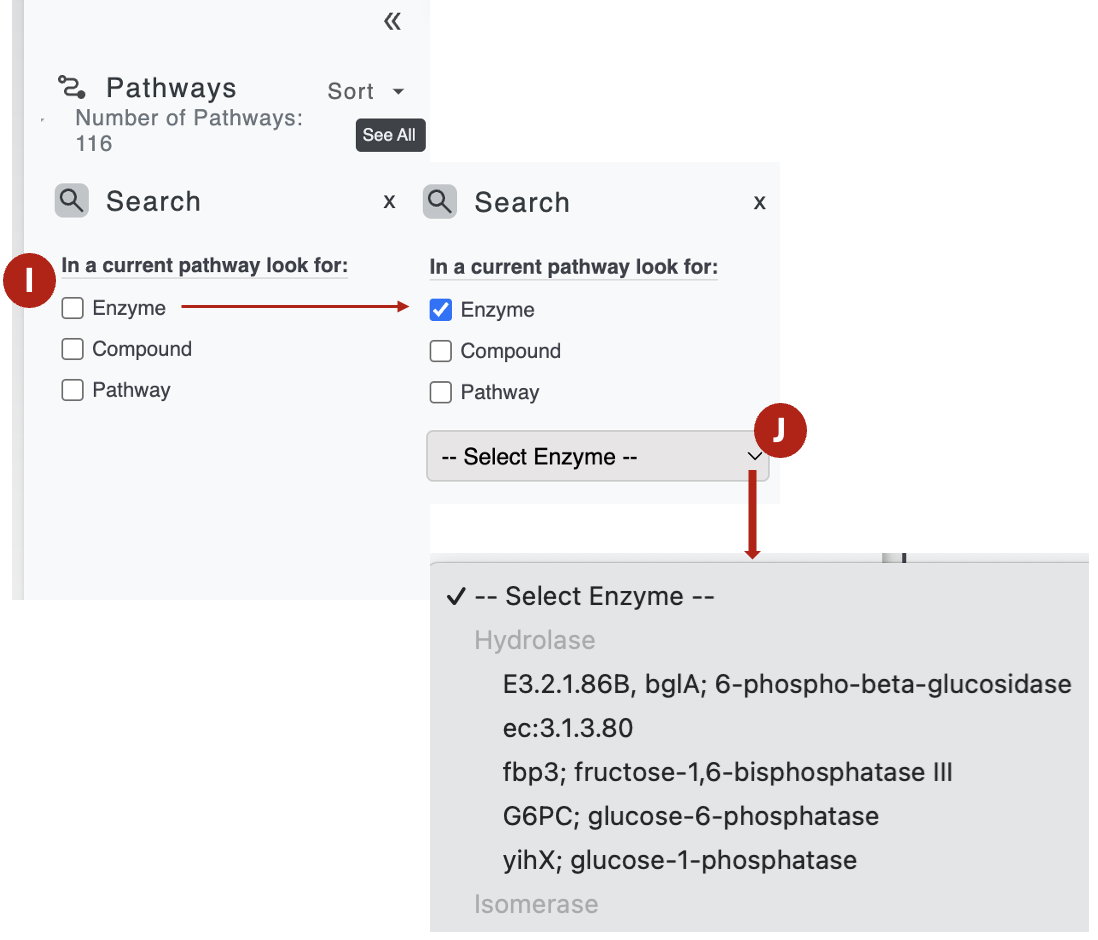 «
Pathways
Sort
Number of Pathways:
116
See All
Search
x
I
In a current pathway look for:
Enzyme
Compound
Pathway
Search
x
In a current pathway look for:
Enzyme
Compound
Pathway
-- Select Enzyme --
J
-- Select Enzyme --
Hydrolase
E3.2.1.86B, bglA; 6-phospho-beta-glucosidase
ec:3.1.3.80
fbp3; fructose-1,6-bisphosphatase III
G6PC; glucose-6-phosphatase
yihX; glucose-1-phosphatase
Isomerase